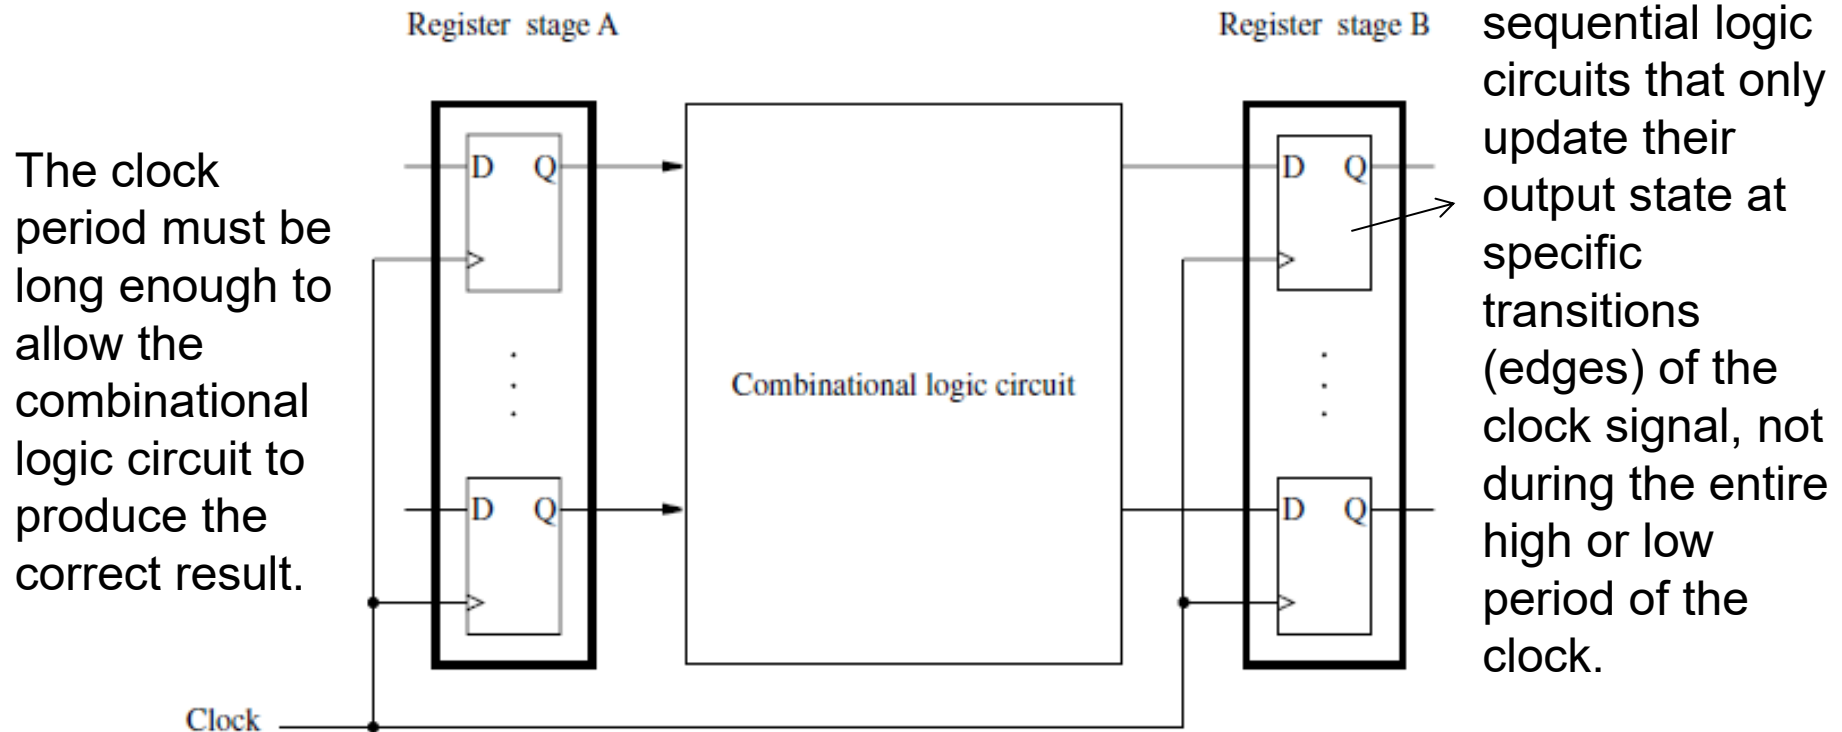 Register stage A
Register stage B
The clock
period must be
long enough to
allow the
combinational
logic circuit to
produce the
correct result.
D Q
D Q
Combinational logic circuit
D Q
D Q
Clock
sequential logic
circuits that only
update their
output state at
specific
transitions
(edges) of the
clock signal, not
during the entire
high or low
period of the
clock.